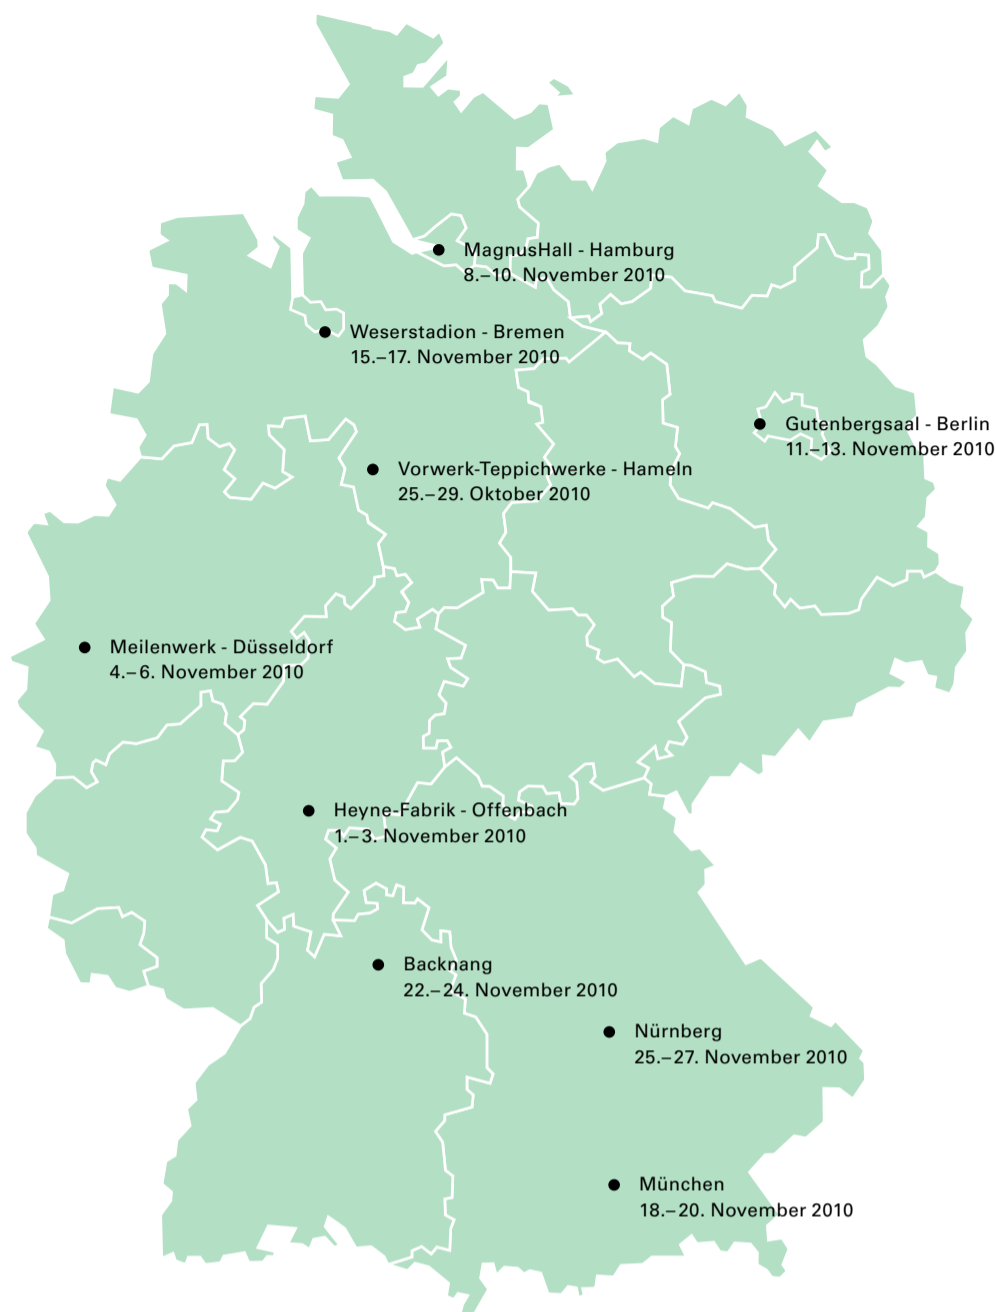 MagnusHall - Hamburg
8.–10. November 2010
Weserstadion - Bremen
15.–17. November 2010
Gutenbergsaal - Berlin
11.–13. November 2010
Vorwerk-Teppichwerke - Hameln
25.–29. Oktober 2010
Meilenwerk - Düsseldorf
4.–6. November 2010
Heyne-Fabrik - Offenbach
1.–3. November 2010
Backnang
22.–24. November 2010
Nürnberg
25.–27. November 2010
München
18.–20. November 2010